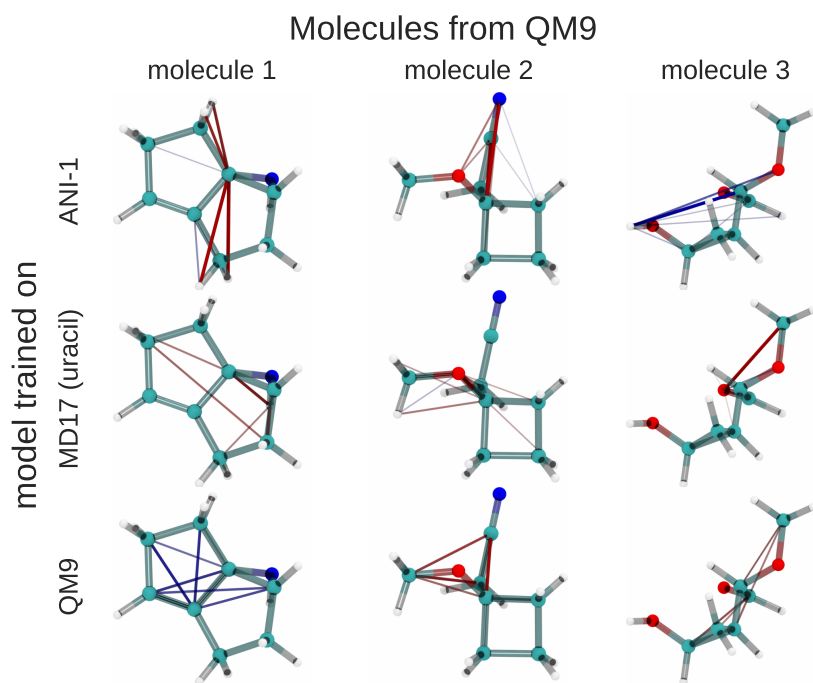 Molecules from QM9
molecule 1
molecule 2
molecule 3
model trained on
ANI-1
MD17 (uracil)
QM9